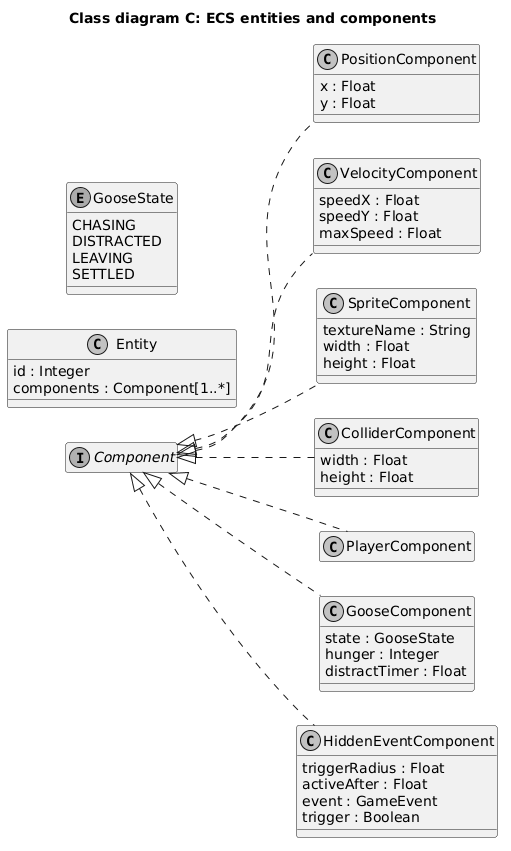 Class diagram C: ECS entities and components
E GooseState
CHASING
DISTRACTED
LEAVING
SETTLED
C Entity
id : Integer
components : Component[1..*]
I Component
C PositionComponent
x : Float
y : Float
C VelocityComponent
speedX : Float
speedY : Float
maxSpeed : Float
C SpriteComponent
textureName : String
width : Float
height : Float
C ColliderComponent
width : Float
height : Float
C PlayerComponent
C GooseComponent
state : GooseState
hunger : Integer
distractTimer : Float
C HiddenEventComponent
triggerRadius : Float
activeAfter : Float
event : GameEvent
trigger : Boolean